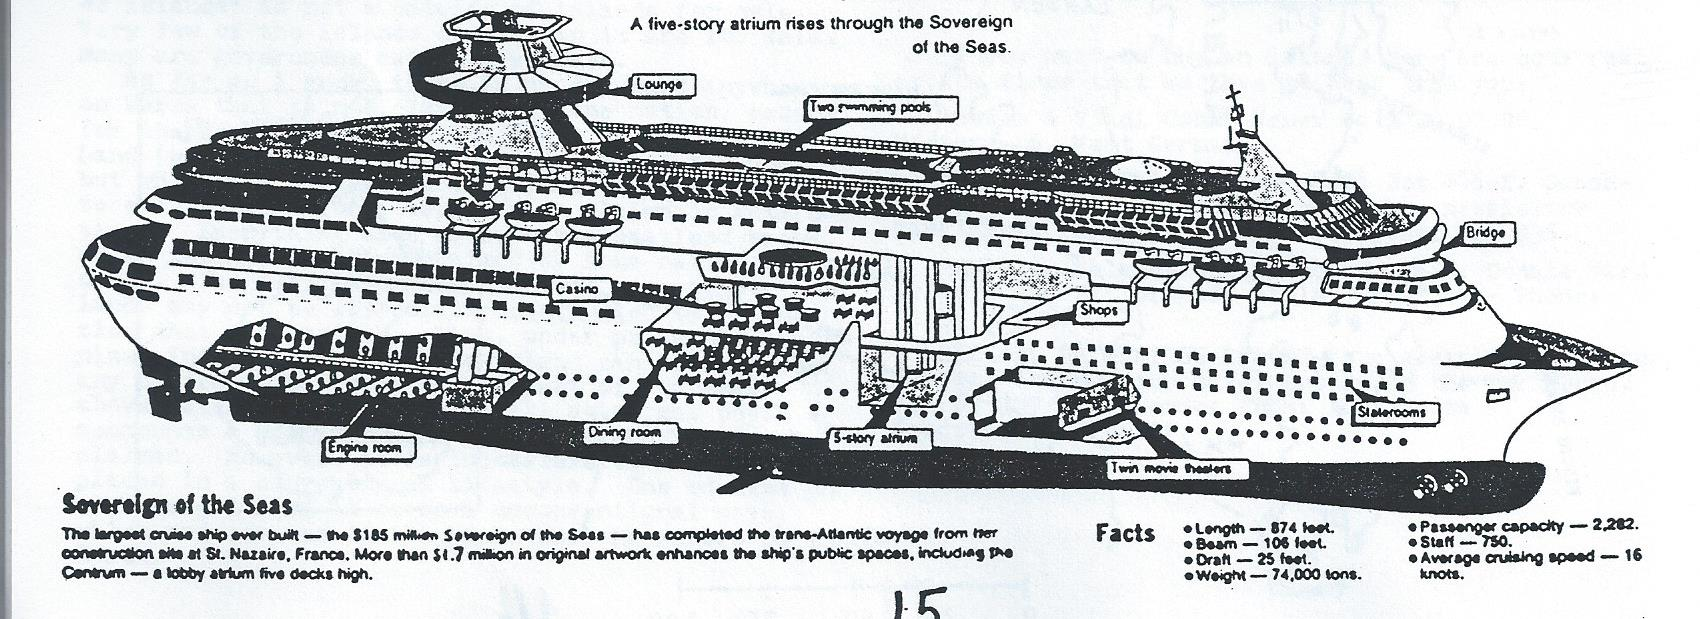 A five-story atrium rises through the Sovereign
of the Seas.
Lounge
Two swimming pools
Bridge
Casino
Shops
Staterooms
Dining room
5-story atrium
Engine room
Twin movie theaters
Sovereign of the Seas
The largest cruise ship ever built — the $185 million Sovereign of the Seas — has completed the trans-Atlantic voyage from her
construction site at St. Nazaire, France. More than $1.7 million in original artwork enhances the ship's public spaces, including the
Centrum — a lobby atrium five decks high.
Facts
• Length — 874 feet.
• Beam — 106 feet.
• Draft — 25 feet.
• Weight — 74,000 tons.
• Passenger capacity — 2,282.
• Staff — 750.
• Average cruising speed — 16
knots.
15